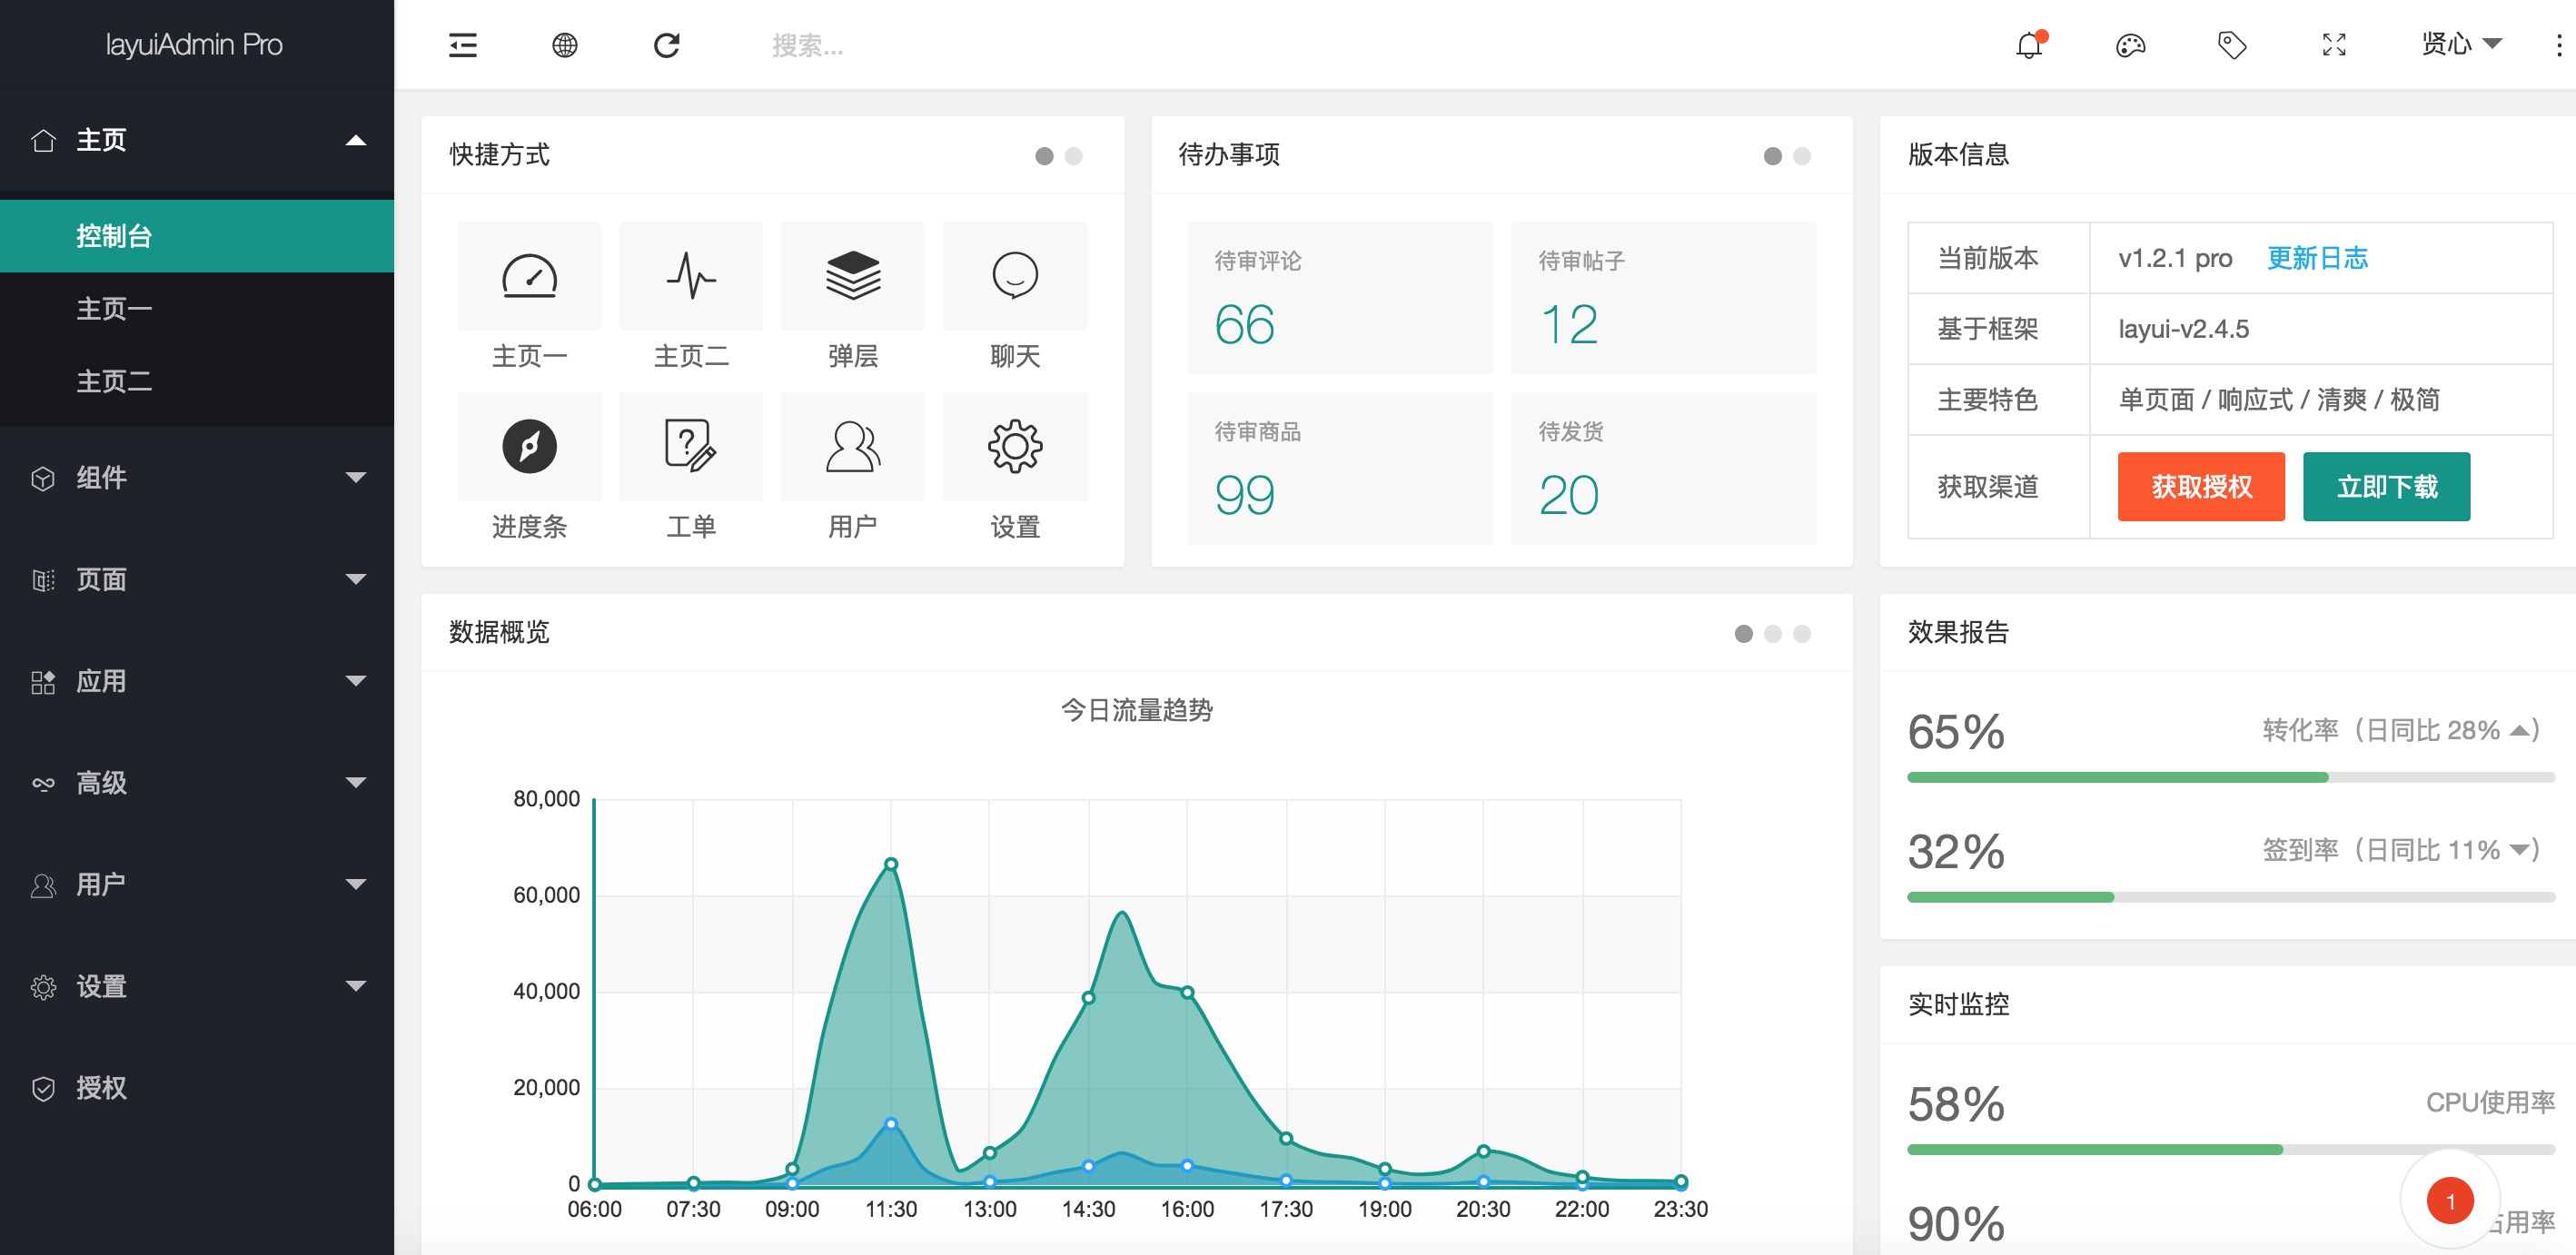 layuiAdmin Pro
搜索...
贤心
主页
控制台
主页一
主页二
组件
页面
应用
高级
用户
设置
授权
快捷方式
主页一
主页二
弹层
聊天
进度条
工单
用户
设置
待办事项
待审评论
66
待审帖子
12
待审商品
99
待发货
20
版本信息
当前版本 v1.2.1 pro 更新日志
基于框架 layui-v2.4.5
主要特色 单页面 / 响应式 / 清爽 / 极简
获取渠道 获取授权 立即下载
数据概览
今日流量趋势
80,000
60,000
40,000
20,000
0
06:00 07:30 09:00 11:30 13:00 14:30 16:00 17:30 19:00 20:30 22:00 23:30
效果报告
65% 转化率（日同比 28% ）
32% 签到率（日同比 11% ）
实时监控
58% CPU使用率
90% 用率
1